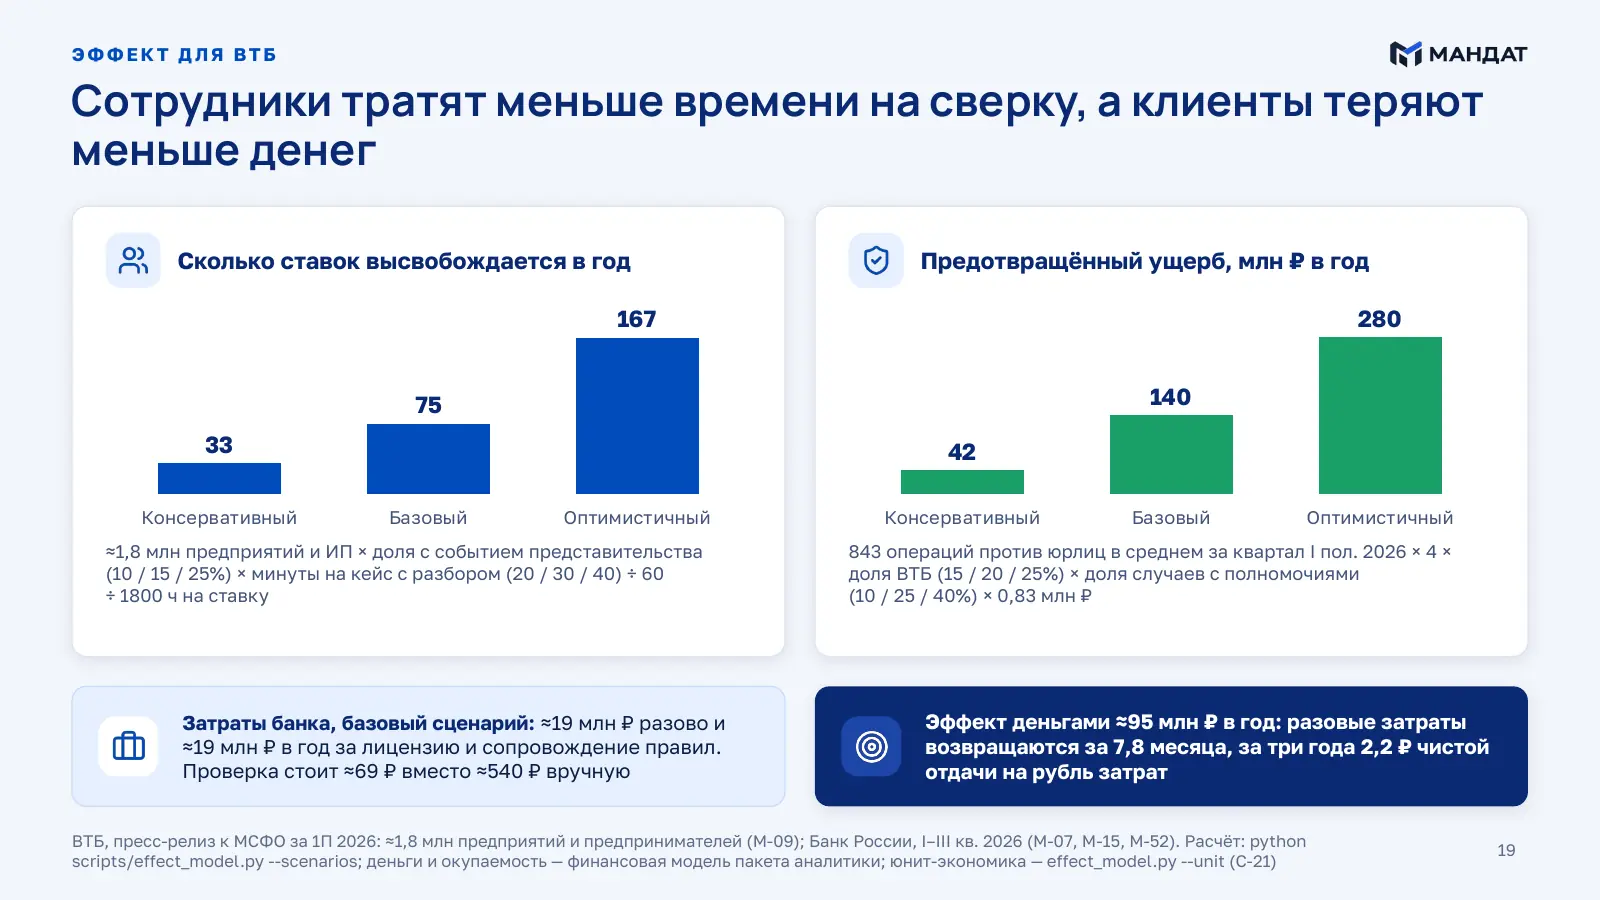 ЭФФЕКТ ДЛЯ ВТБ
МАНДАТ
Сотрудники тратят меньше времени на сверку, а клиенты теряют
меньше денег
Сколько ставок высвобождается в год
33
75
167
Консервативный
Базовый
Оптимистичный
≈1,8 млн предприятий и ИП × доля с событием представительства
(10 / 15 / 25%) × минуты на кейс с разбором (20 / 30 / 40) ÷ 60
÷ 1800 ч на ставку
Предотвращённый ущерб, млн ₽ в год
42
140
280
Консервативный
Базовый
Оптимистичный
843 операций против юрлиц в среднем за квартал I пол. 2026 × 4 ×
доля ВТБ (15 / 20 / 25%) × доля случаев с полномочиями
(10 / 25 / 40%) × 0,83 млн ₽
Затраты банка, базовый сценарий: ≈19 млн ₽ разово и
≈19 млн ₽ в год за лицензию и сопровождение правил.
Проверка стоит ≈69 ₽ вместо ≈540 ₽ вручную
Эффект деньгами ≈95 млн ₽ в год: разовые затраты
возвращаются за 7,8 месяца, за три года 2,2 ₽ чистой
отдачи на рубль затрат
ВТБ, пресс-релиз к МСФО за 1П 2026: ≈1,8 млн предприятий и предпринимателей (М-09); Банк России, I–III кв. 2026 (М-07, М-15, М-52). Расчёт: python
scripts/effect_model.py --scenarios; деньги и окупаемость — финансовая модель пакета аналитики; юнит-экономика — effect_model.py --unit (С-21)
19